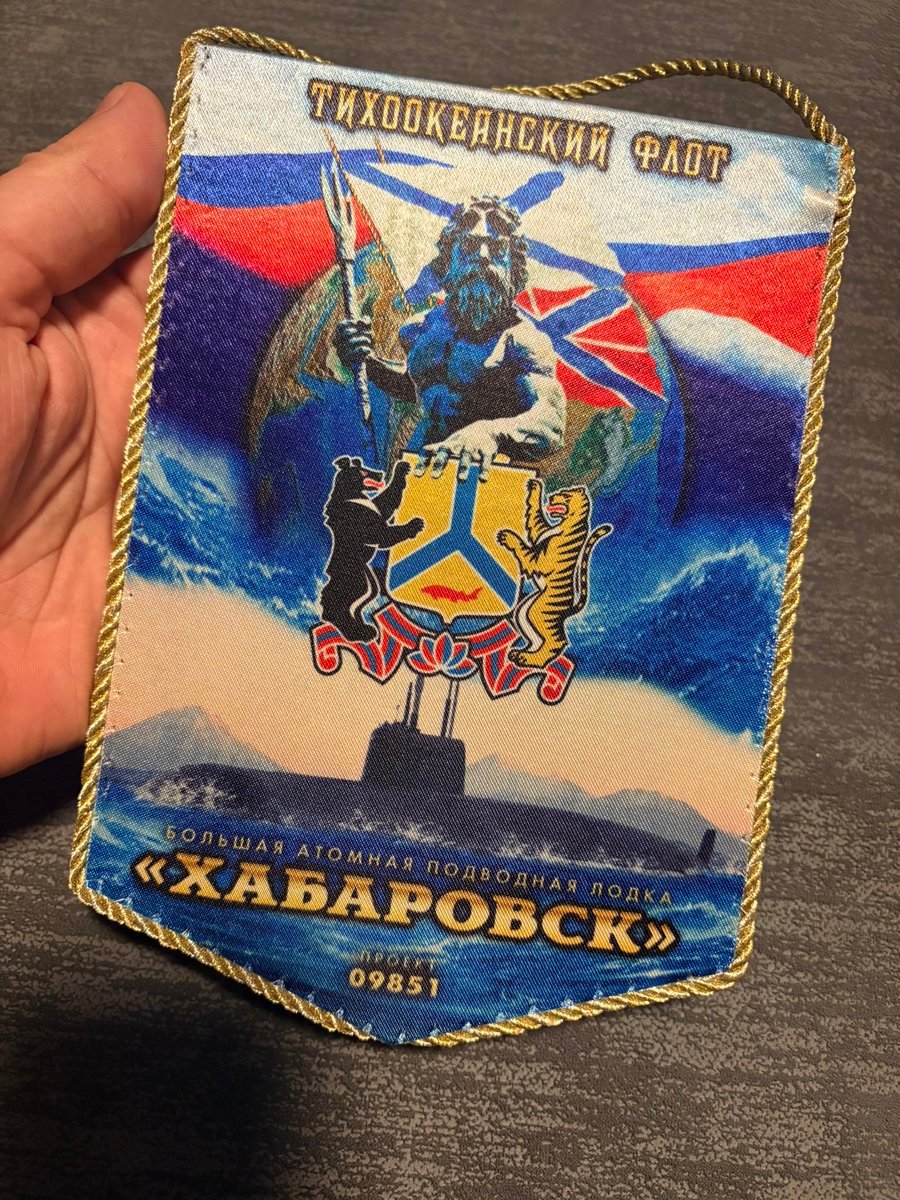 ТИХООКЕАНСКИЙ ФЛОТ
БОЛЬШАЯ АТОМНАЯ ПОДВОДНАЯ ЛОДКА
«ХАБАРОВСК»
ПРОЕКТ
09851